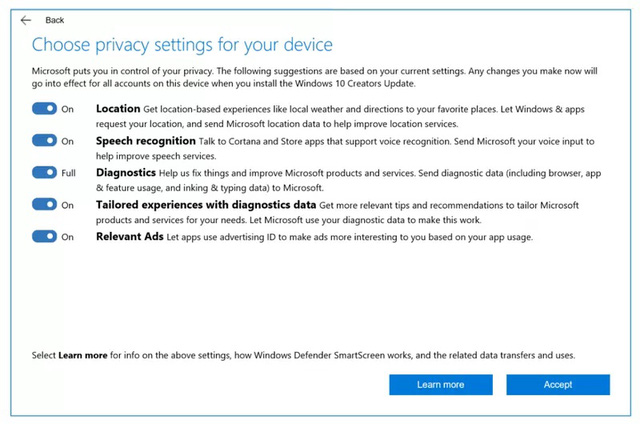 Back
Choose privacy settings for your device
Microsoft puts you in control of your privacy. The following suggestions are based on your current settings. Any changes you make now will
go into effect for all accounts on this device when you install the Windows 10 Creators Update.
On Location Get location-based experiences like local weather and directions to your favorite places. Let Windows & apps
request your location, and send Microsoft location data to help improve location services.
On Speech recognition Talk to Cortana and Store apps that support voice recognition. Send Microsoft your voice input to
help improve speech services.
Full Diagnostics Help us fix things and improve Microsoft products and services. Send diagnostic data (including browser, app
& feature usage, and inking & typing data) to Microsoft.
On Tailored experiences with diagnostics data Get more relevant tips and recommendations to tailor Microsoft
products and services for your needs. Let Microsoft use your diagnostic data to make this work.
On Relevant Ads Let apps use advertising ID to make ads more interesting to you based on your app usage.
Select Learn more for info on the above settings, how Windows Defender SmartScreen works, and the related data transfers and uses.
Learn more Accept